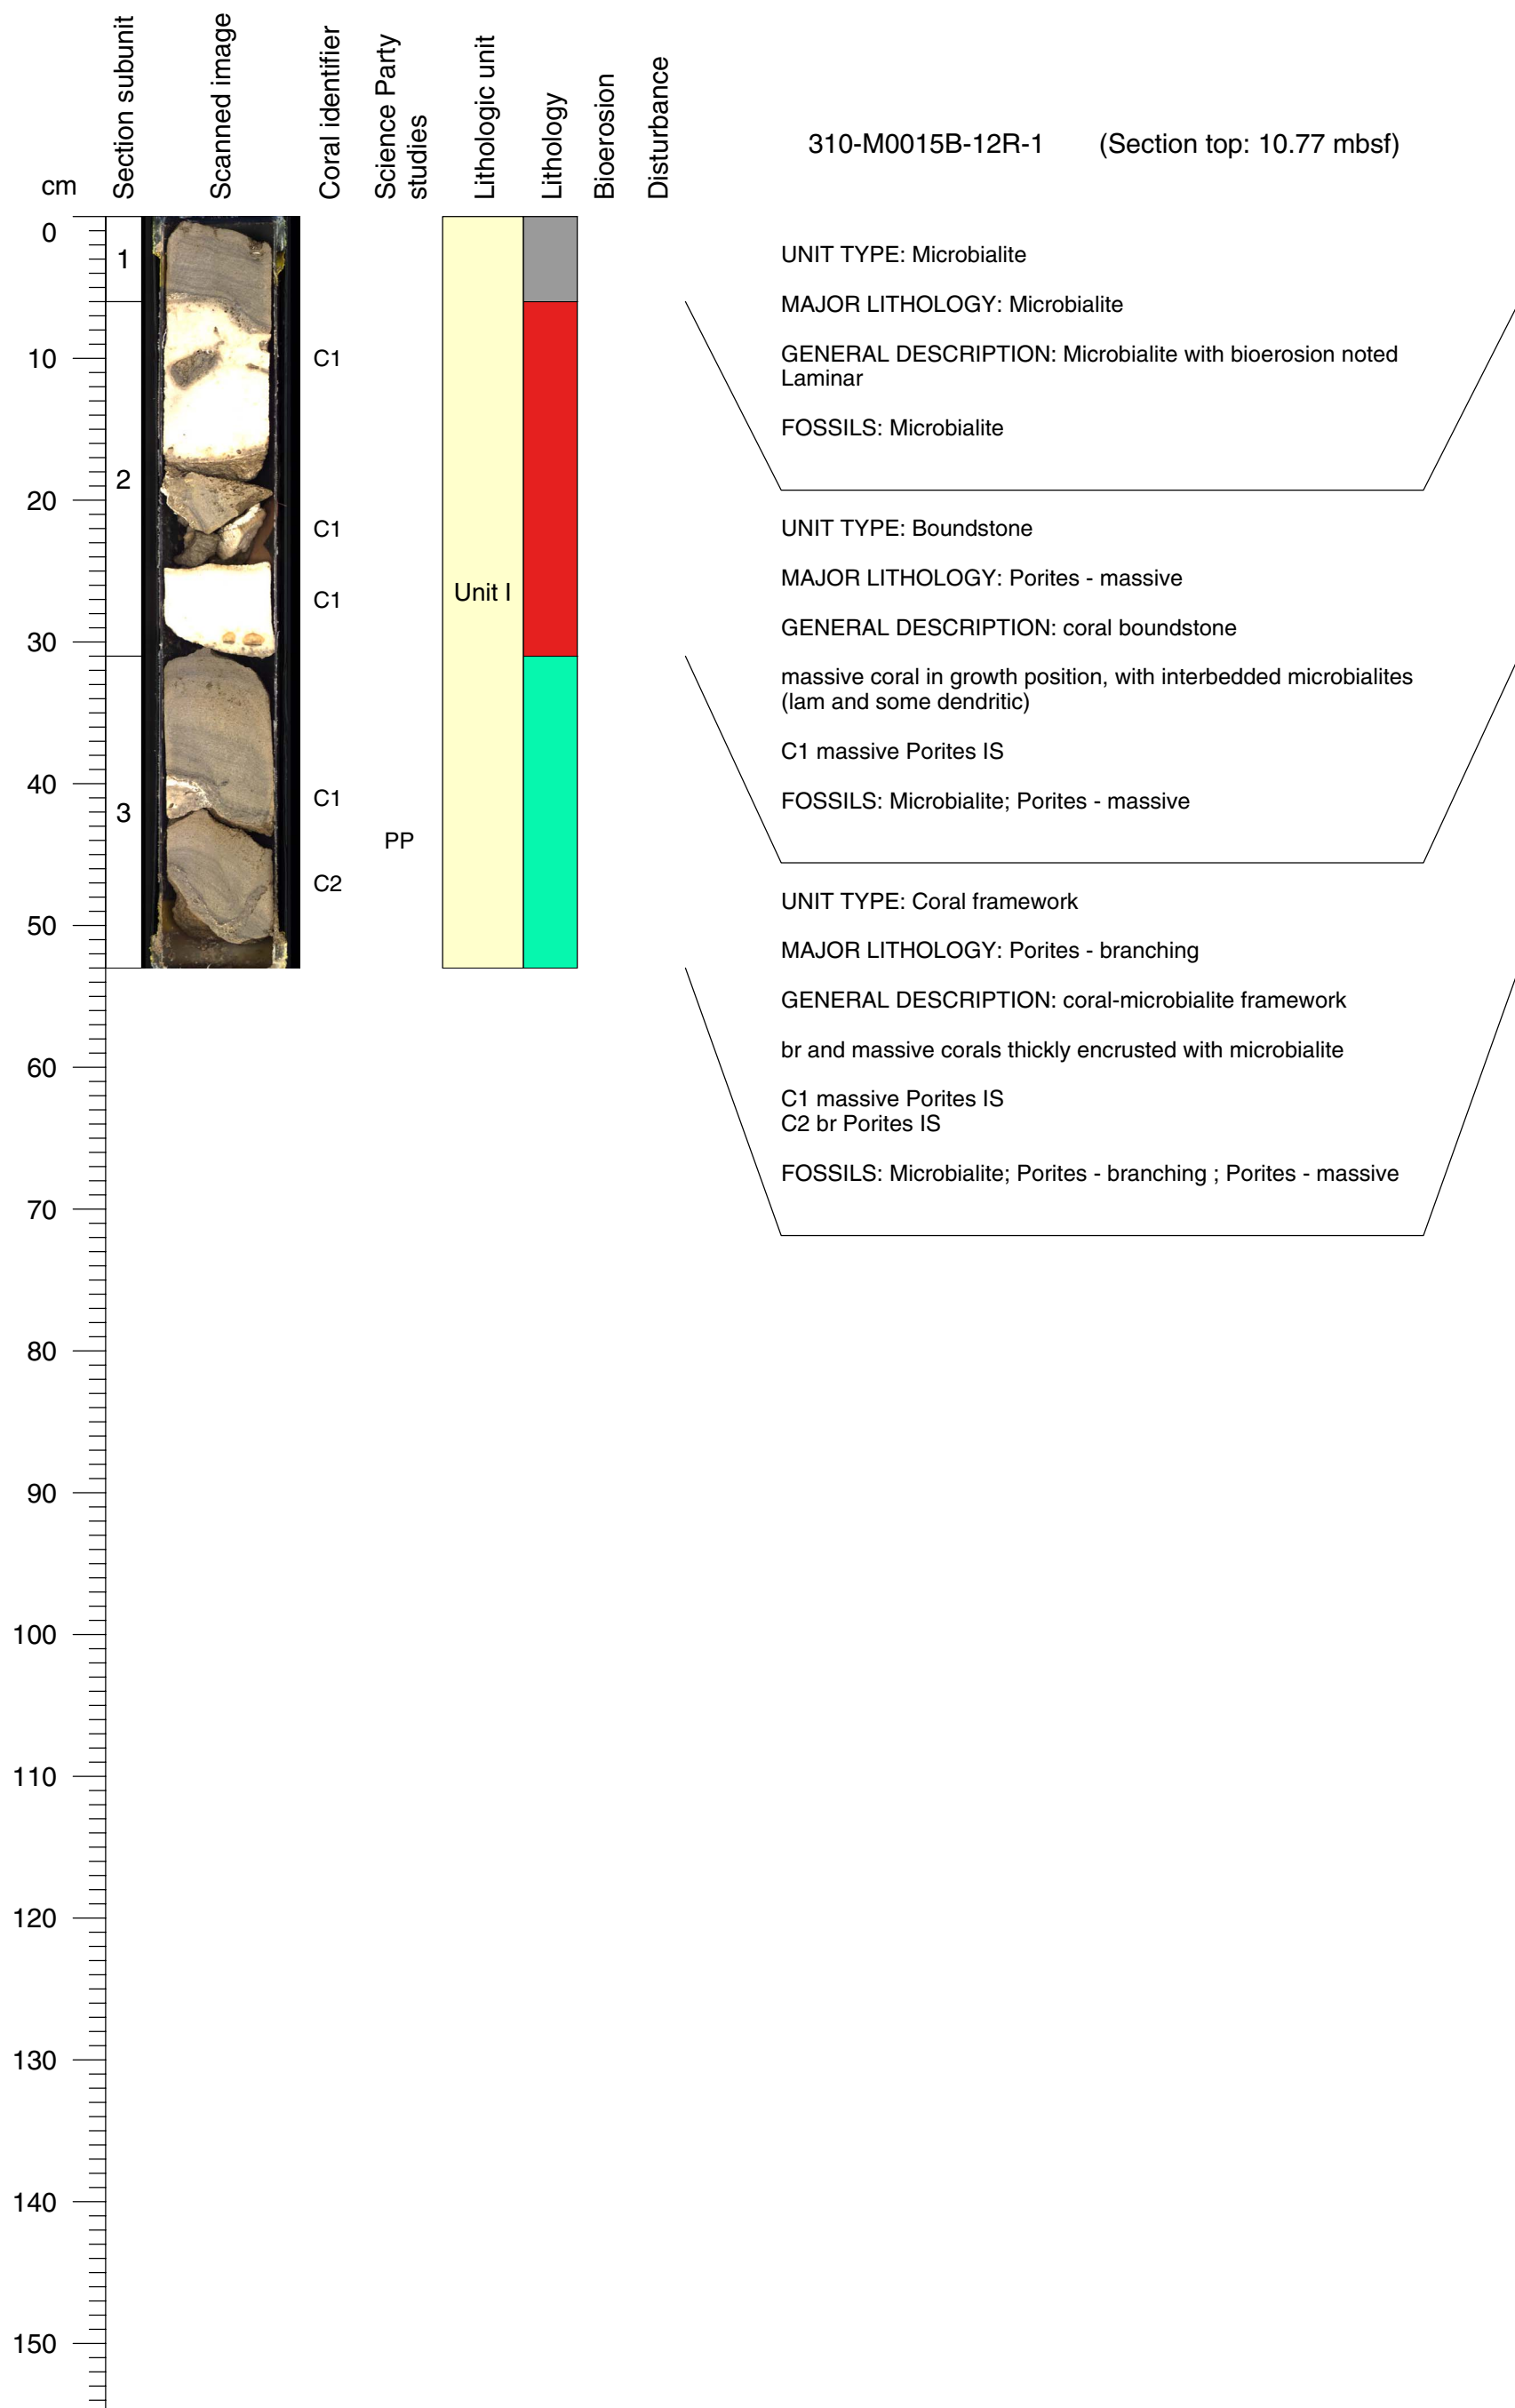 Section subunit
Scanned image
Coral identifier
Science Party
studies
Lithologic unit
Lithology
Bioerosion
Disturbance
310-M0015B-12R-1 (Section top: 10.77 mbsf)
cm
0
1
10
2
20
30
40
3
50
60
70
80
90
100
110
120
130
140
150
C1
C1
C1
C1
PP
C2
Unit I
UNIT TYPE: Microbialite
MAJOR LITHOLOGY: Microbialite
GENERAL DESCRIPTION: Microbialite with bioerosion noted
Laminar
FOSSILS: Microbialite
UNIT TYPE: Boundstone
MAJOR LITHOLOGY: Porites - massive
GENERAL DESCRIPTION: coral boundstone
massive coral in growth position, with interbedded microbialites
(lam and some dendritic)
C1 massive Porites IS
FOSSILS: Microbialite; Porites - massive
UNIT TYPE: Coral framework
MAJOR LITHOLOGY: Porites - branching
GENERAL DESCRIPTION: coral-microbialite framework
br and massive corals thickly encrusted with microbialite
C1 massive Porites IS
C2 br Porites IS
FOSSILS: Microbialite; Porites - branching ; Porites - massive